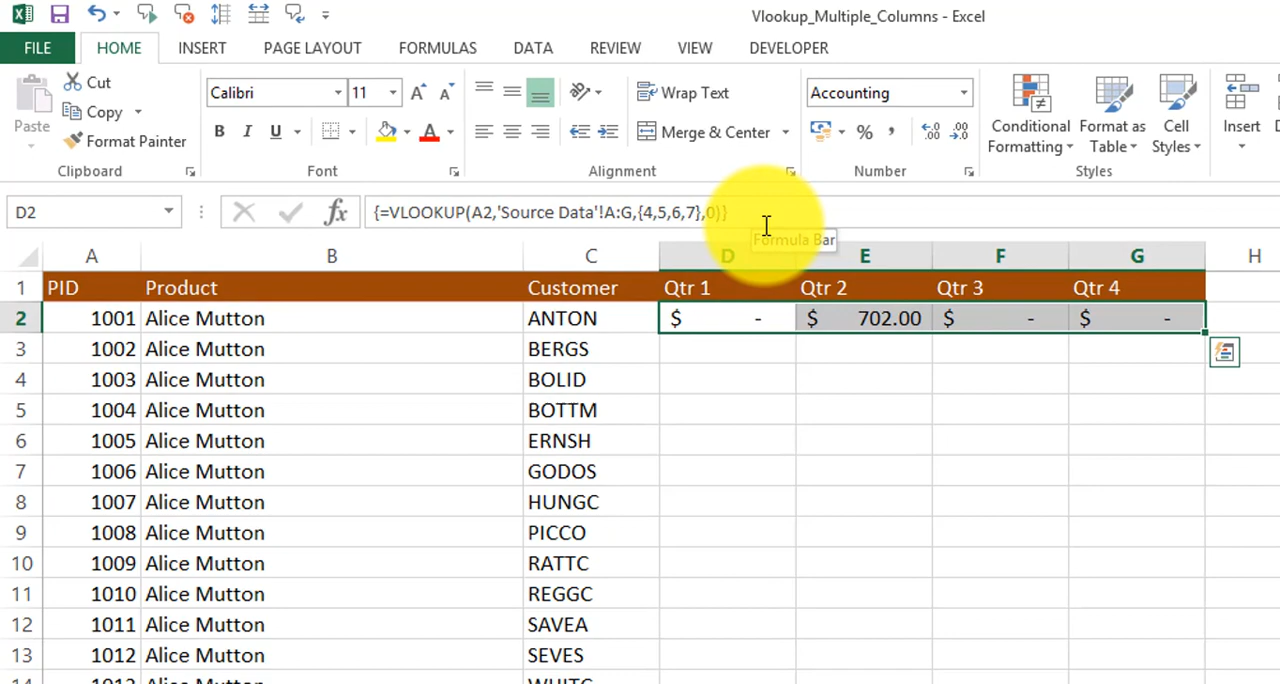 Vlookup_Multiple_Columns - Excel
FILE HOME INSERT PAGE LAYOUT FORMULAS DATA REVIEW VIEW DEVELOPER
Paste
Cut
Copy
Format Painter
Clipboard
Calibri 11
B I U
Font
Wrap Text
Merge & Center
Alignment
Accounting
Number
Conditional Formatting
Format as Table
Cell Styles
Styles
Insert
D2 fx {=VLOOKUP(A2,'Source Data'!A:G,{4,5,6,7},0)}
Formula Bar
A B C D E F G H
1 PID Product Customer Qtr 1 Qtr 2 Qtr 3 Qtr 4
2 1001 Alice Mutton ANTON $ - $ 702.00 $ - $ -
3 1002 Alice Mutton BERGS
4 1003 Alice Mutton BOLID
5 1004 Alice Mutton BOTTM
6 1005 Alice Mutton ERNSH
7 1006 Alice Mutton GODOS
8 1007 Alice Mutton HUNGC
9 1008 Alice Mutton PICCO
10 1009 Alice Mutton RATTC
11 1010 Alice Mutton REGGC
12 1011 Alice Mutton SAVEA
13 1012 Alice Mutton SEVES